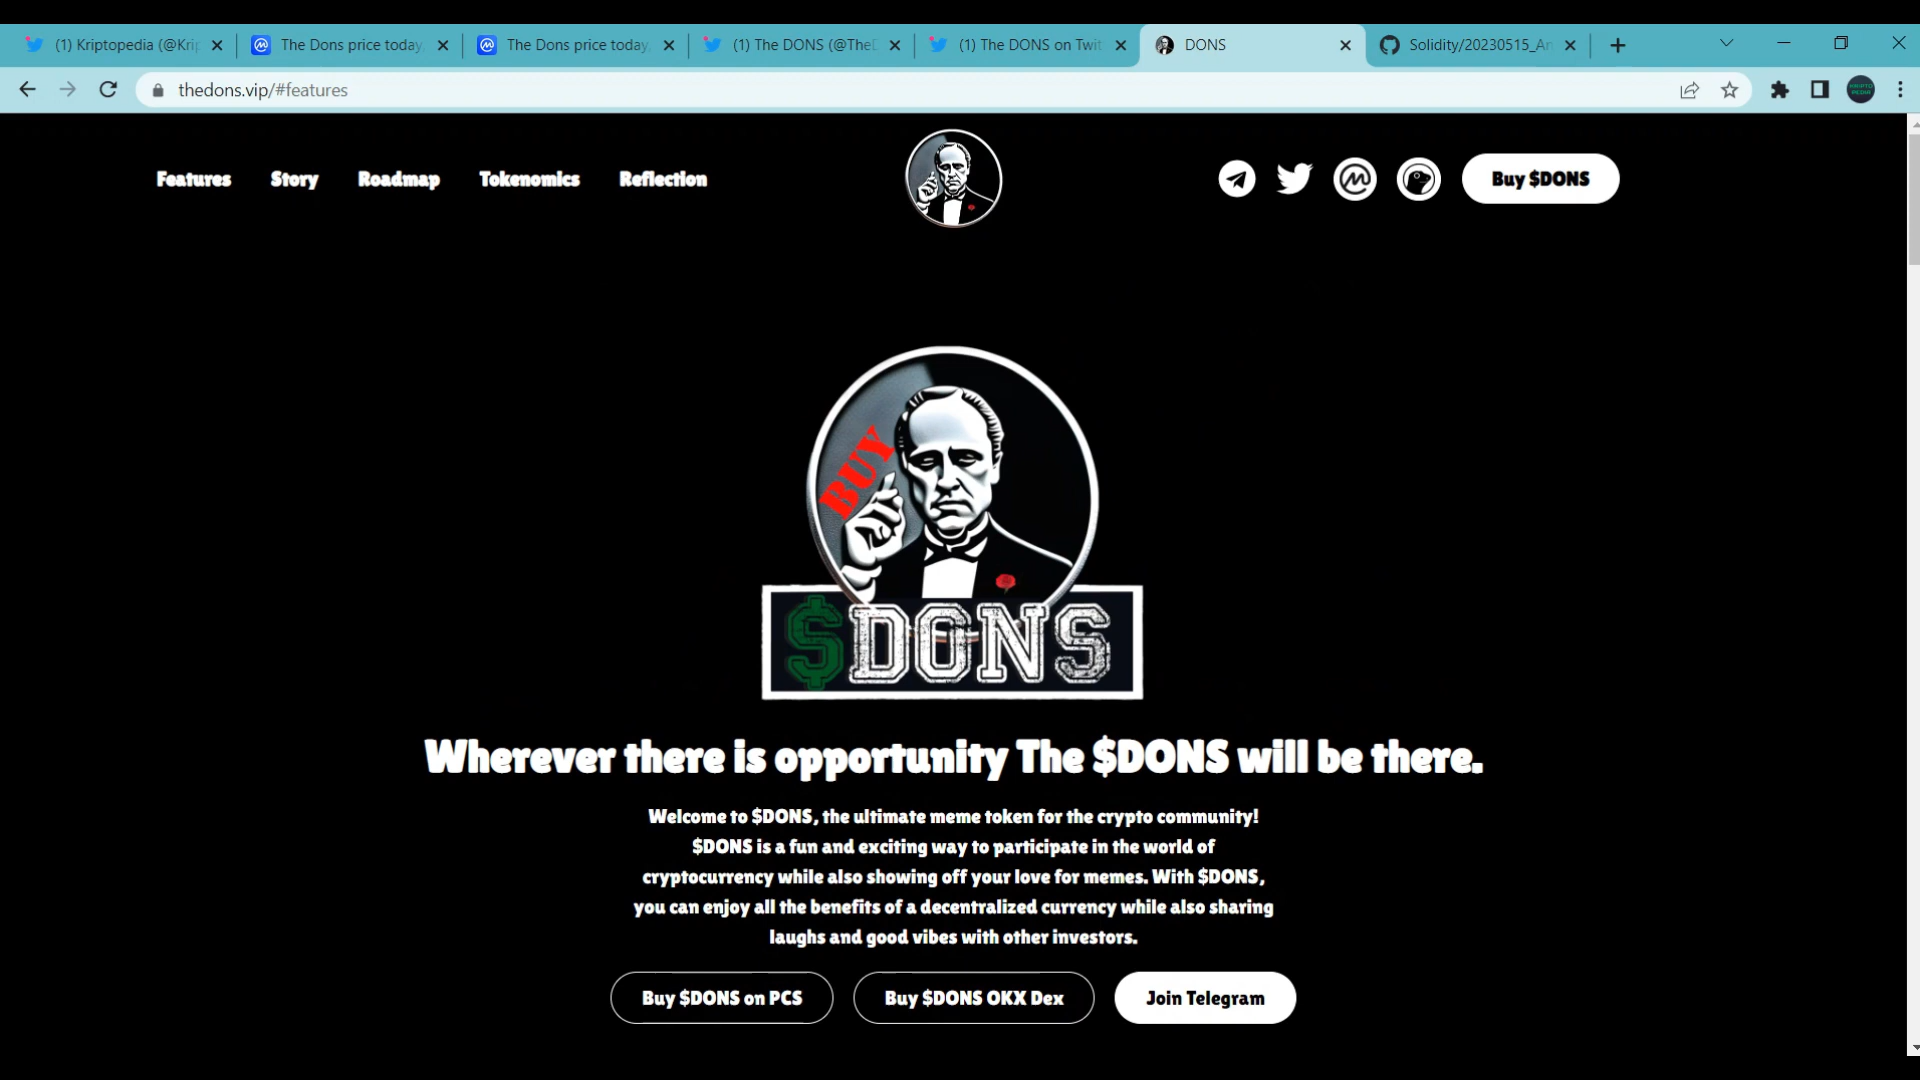 (1) Kriptopedia (@Kri
The Dons price today,
The Dons price today,
(1) The DONS (@The
(1) The DONS on Twit
DONS
Solidity/20230515_A
thedons.vip/#features
Features
Story
Roadmap
Tokenomics
Reflection
Buy $DONS
BUY
$DONS
Wherever there is opportunity The $DONS will be there.
Welcome to $DONS, the ultimate meme token for the crypto community!
$DONS is a fun and exciting way to participate in the world of
cryptocurrency while also showing off your love for memes. With $DONS,
you can enjoy all the benefits of a decentralized currency while also sharing
laughs and good vibes with other investors.
Buy $DONS on PCS
Buy $DONS OKX Dex
Join Telegram